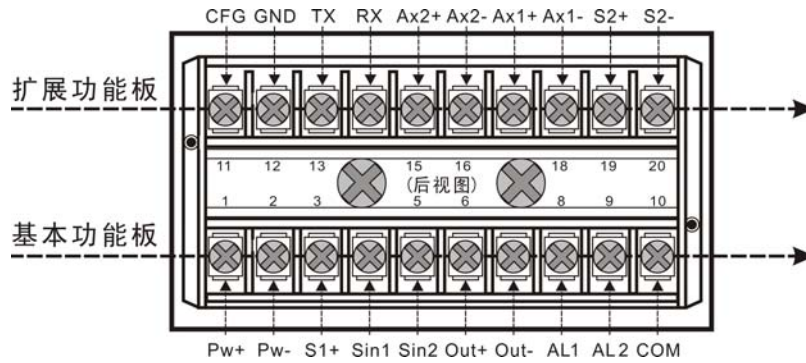 CFG GND TX RX Ax2+ Ax2- Ax1+ Ax1- S2+ S2-
扩展功能板
11 12 13 15 16 18 19 20
(后视图)
1 2 3 5 6 8 9 10
基本功能板
Pw+ Pw- S1+ Sin1 Sin2 Out+ Out- AL1 AL2 COM